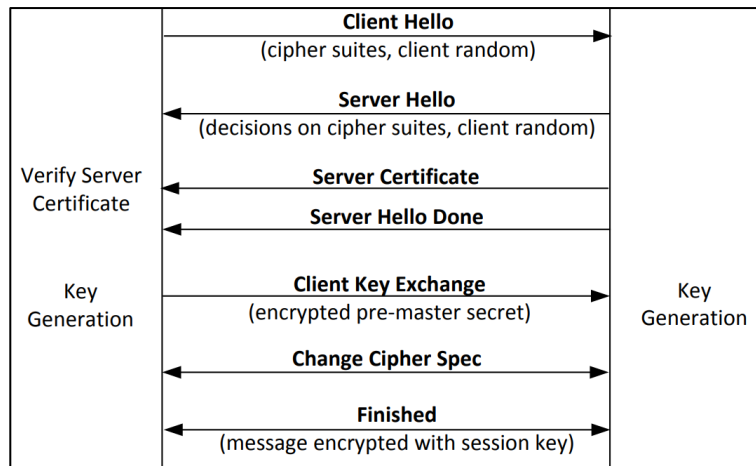 Client Hello
(cipher suites, client random)
Server Hello
(decisions on cipher suites, client random)
Verify Server
Certificate
Server Certificate
Server Hello Done
Key
Generation
Client Key Exchange
(encrypted pre-master secret)
Key
Generation
Change Cipher Spec
Finished
(message encrypted with session key)